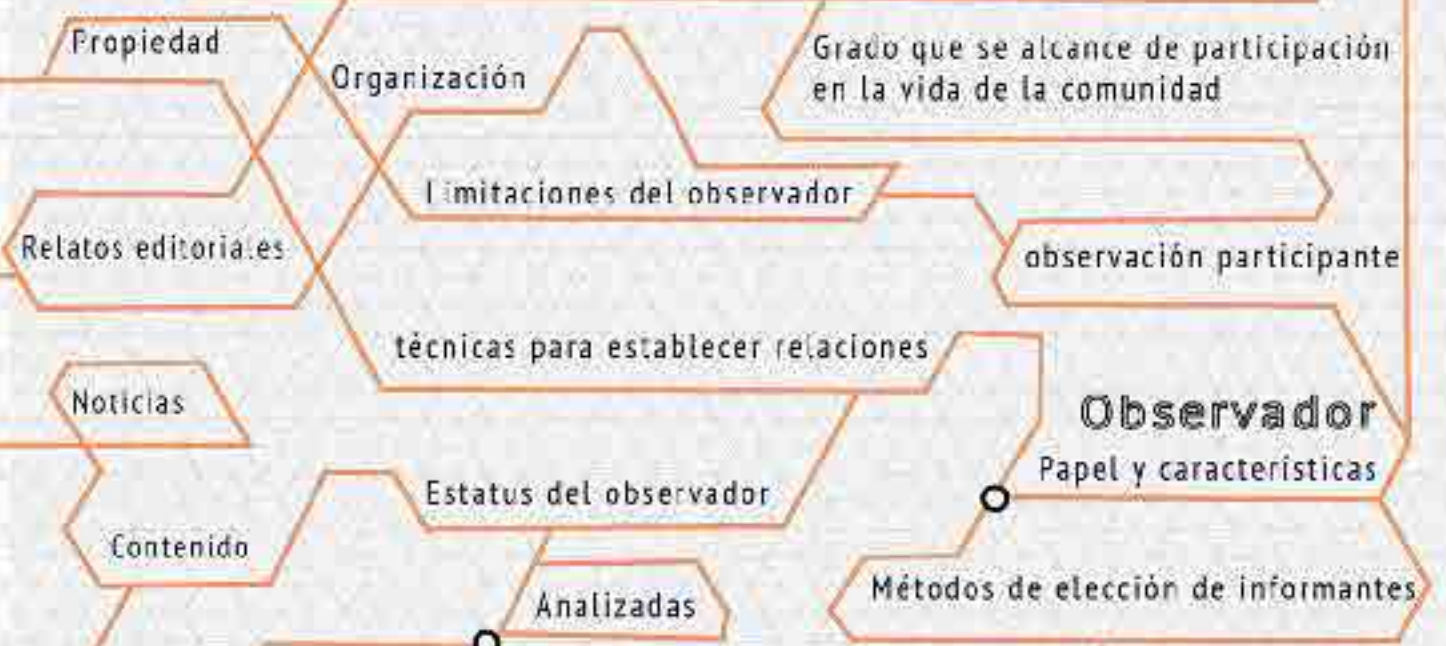 Propiedad
Organización
Grado que se alcance de participación
en la vida de la comunidad
Limitaciones del observador
Relatos editoriales
observación participante
técnicas para establecer relaciones
Noticias
Observador
Papel y características
Estatus del observador
Contenido
Métodos de elección de informantes
Analizadas